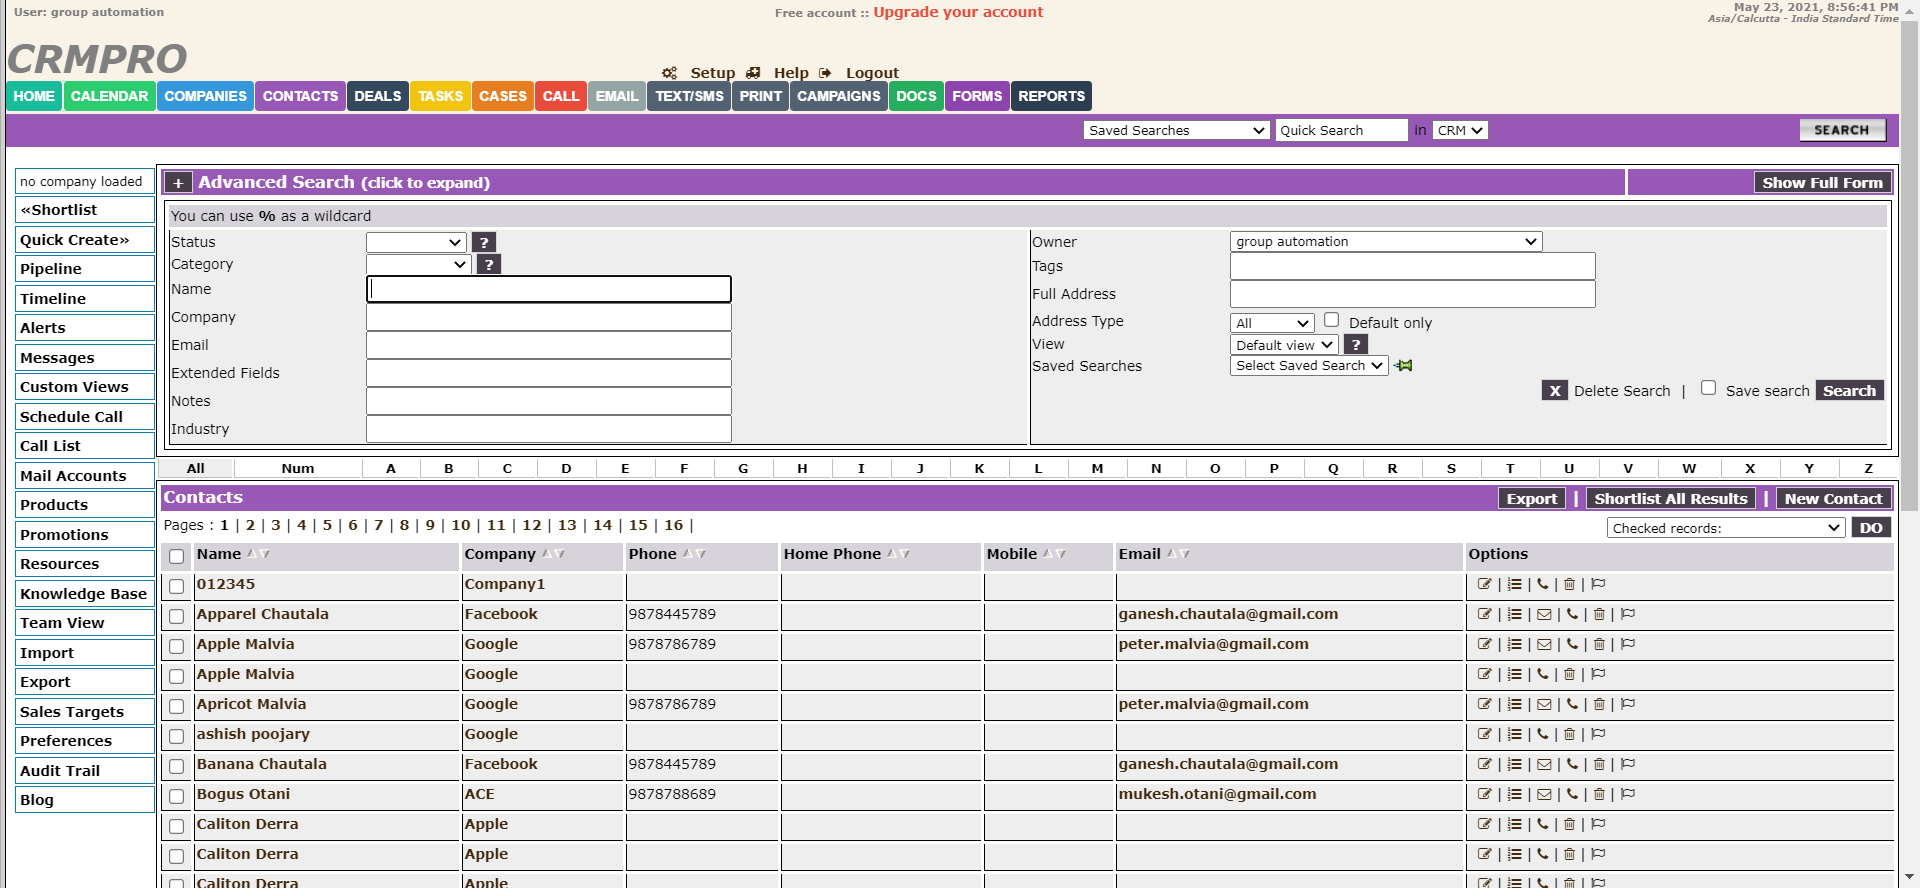 User: group automation
Free account :: Upgrade your account
May 23, 2021, 8:56:41 PM
Asia/Calcutta - India Standard Time
CRMPRO
Setup Help Logout
HOME CALENDAR COMPANIES CONTACTS DEALS TASKS CASES CALL EMAIL TEXT/SMS PRINT CAMPAIGNS DOCS FORMS REPORTS
Saved Searches Quick Search in CRM SEARCH
no company loaded
«Shortlist
Quick Create»
Pipeline
Timeline
Alerts
Messages
Custom Views
Schedule Call
Call List
Mail Accounts
Products
Promotions
Resources
Knowledge Base
Team View
Import
Export
Sales Targets
Preferences
Audit Trail
Blog
+ Advanced Search (click to expand) Show Full Form
You can use % as a wildcard
Status ?
Category ?
Name
Company
Email
Extended Fields
Notes
Industry
Owner group automation
Tags
Full Address
Address Type All Default only
View Default view ?
Saved Searches Select Saved Search
X Delete Search | Save search Search
All Num A B C D E F G H I J K L M N O P Q R S T U V W X Y Z
Contacts Export | Shortlist All Results | New Contact
Pages : 1 | 2 | 3 | 4 | 5 | 6 | 7 | 8 | 9 | 10 | 11 | 12 | 13 | 14 | 15 | 16 |
Checked records: DO
Name Company Phone Home Phone Mobile Email Options
012345 Company1 | | | |
Apparel Chautala Facebook 9878445789 ganesh.chautala@gmail.com | | | | |
Apple Malvia Google 9878786789 peter.malvia@gmail.com | | | | |
Apple Malvia Google | | | |
Apricot Malvia Google 9878786789 peter.malvia@gmail.com | | | | |
ashish poojary Google | | | |
Banana Chautala Facebook 9878445789 ganesh.chautala@gmail.com | | | | |
Bogus Otani ACE 9878788689 mukesh.otani@gmail.com | | | | |
Caliton Derra Apple | | | |
Caliton Derra Apple | | | |
Caliton Derra Apple | | | |